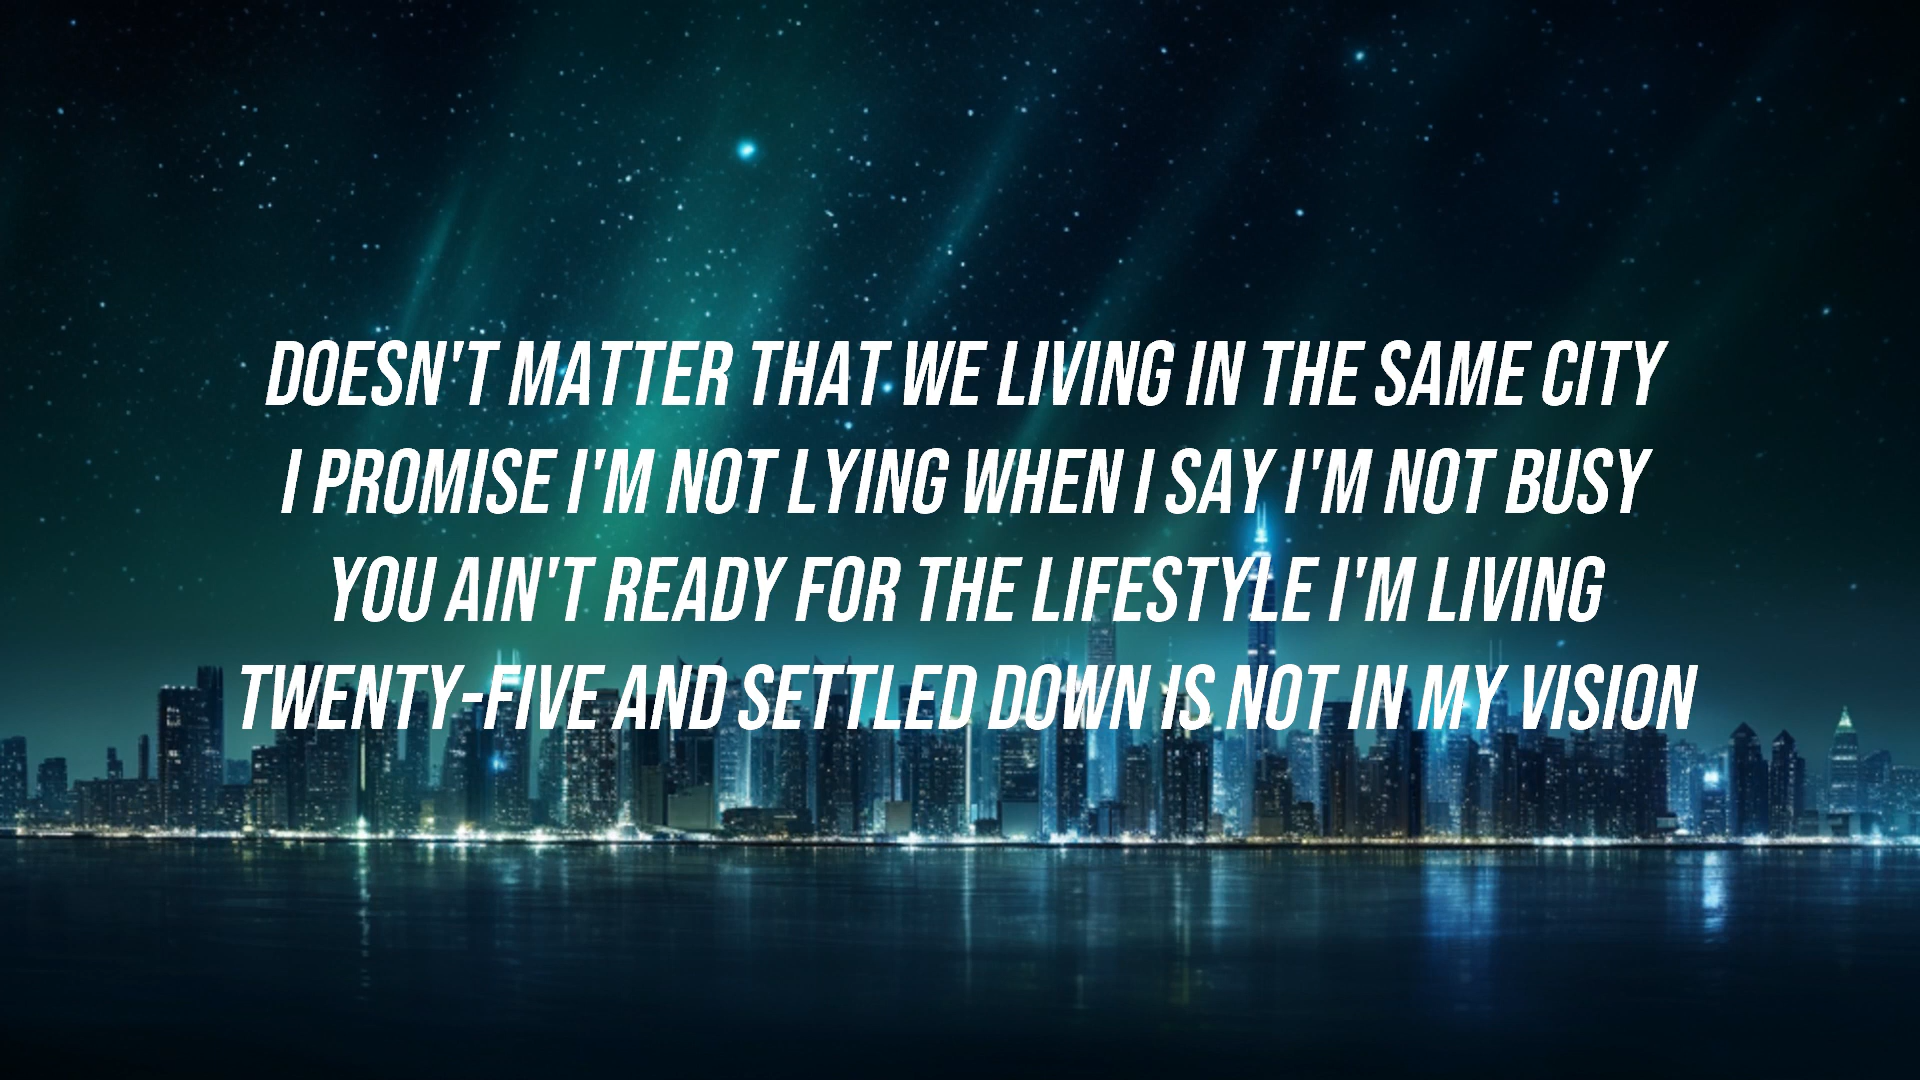 DOESN'T MATTER THAT WE LIVING IN THE SAME CITY
I PROMISE I'M NOT LYING WHEN I SAY I'M NOT BUSY
YOU AIN'T READY FOR THE LIFESTYLE I'M LIVING
TWENTY-FIVE AND SETTLED DOWN IS NOT IN MY VISION